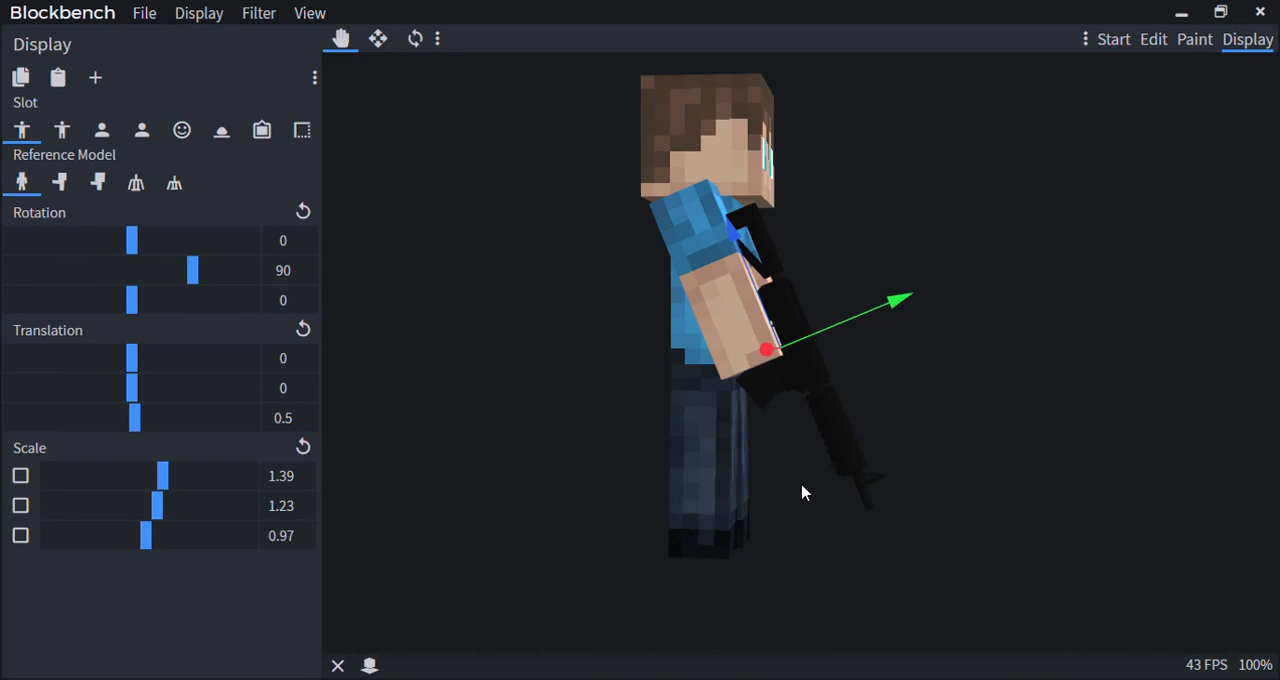 Blockbench File Display Filter View
Display
Start Edit Paint Display
Slot
Reference Model
Rotation
0
90
0
Translation
0
0
0.5
Scale
1.39
1.23
0.97
43 FPS 100%